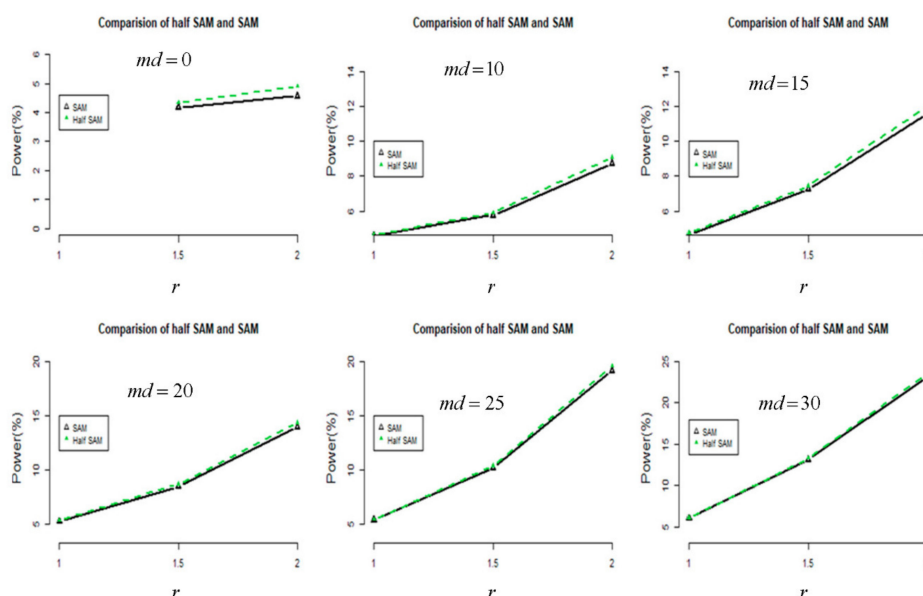 Comparision of half SAM and SAM
md = 0
Power(%)
6
5
4
3
2
1
0
SAM
Half SAM
1
1.5
2
r
Comparision of half SAM and SAM
md = 10
Power(%)
14
12
10
8
6
SAM
Half SAM
1
1.5
2
r
Comparision of half SAM and SAM
md = 15
Power(%)
14
12
10
8
6
SAM
Half SAM
1
1.5
r
Comparision of half SAM and SAM
md = 20
Power(%)
20
15
10
5
SAM
Half SAM
1
1.5
2
r
Comparision of half SAM and SAM
md = 25
Power(%)
20
15
10
5
SAM
Half SAM
1
1.5
2
r
Comparision of half SAM and SAM
md = 30
Power(%)
25
20
15
10
5
SAM
Half SAM
1
1.5
r